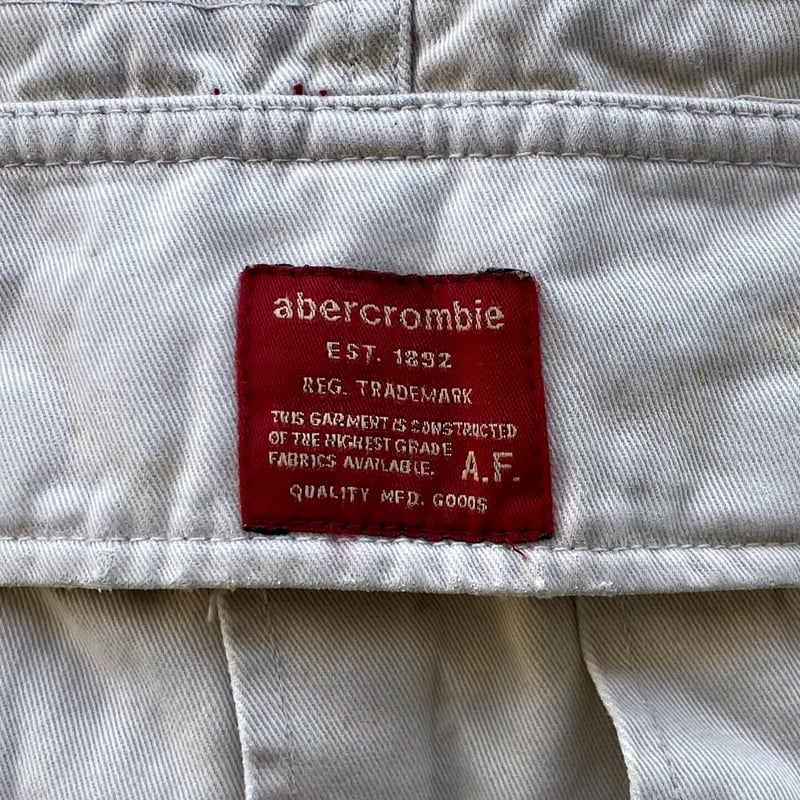 abercrombie
EST. 1892
REG. TRADEMARK
THIS GARMENT IS CONSTRUCTED
OF THE HIGHEST GRADE
FABRICS AVAILABLE.
A.F.
QUALITY MFD. GOODS